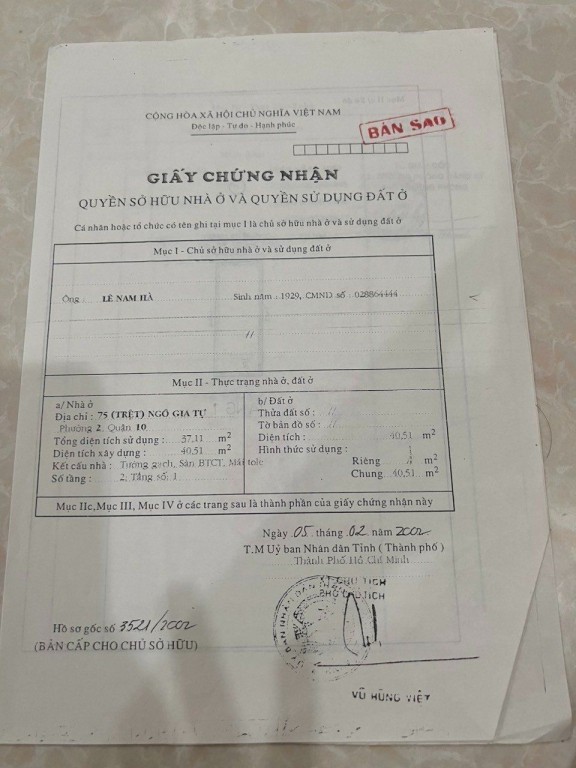 CỘNG HÒA XÃ HỘI CHỦ NGHĨA VIỆT NAM
Độc lập - Tự do - Hạnh phúc
BẢN SAO
GIẤY CHỨNG NHẬN
QUYỀN SỞ HỮU NHÀ Ở VÀ QUYỀN SỬ DỤNG ĐẤT Ở
Cá nhân hoặc tổ chức có tên ghi tại mục I là chủ sở hữu nhà ở và sử dụng đất ở
Mục I - Chủ sở hữu nhà ở và sử dụng đất ở
Ông : LÊ NAM HÀ Sinh năm : 1929, CMND số : 028864444
//
Mục II - Thực trạng nhà ở, đất ở
a/ Nhà ở
Địa chỉ : 75 (TRỆT) NGÔ GIA TỰ
Phường 2, Quận 10
Tổng diện tích sử dụng : 37,11 m2
Diện tích xây dựng : 40,51 m2
Kết cấu nhà : Tường gạch, Sàn BTCT, Mái tole
Số tầng : 2; Tầng số: 1
b/ Đất ở
Thửa đất số : //
Tờ bản đồ số : //
Diện tích : 40,51 m2
Hình thức sử dụng :
Riêng : // m2
Chung : 40,51 m2
Mục IIc, Mục III, Mục IV ở các trang sau là thành phần của giấy chứng nhận này
Ngày 05 tháng 02 năm 2002
T.M Uỷ ban Nhân dân Tỉnh ( Thành phố )
Thành Phố Hồ Chí Minh
KT CHỦ TỊCH
PHÓ CHỦ TỊCH
Hồ sơ gốc số 3521/2002
(BẢN CẤP CHO CHỦ SỞ HỮU)
VŨ HÙNG VIỆT